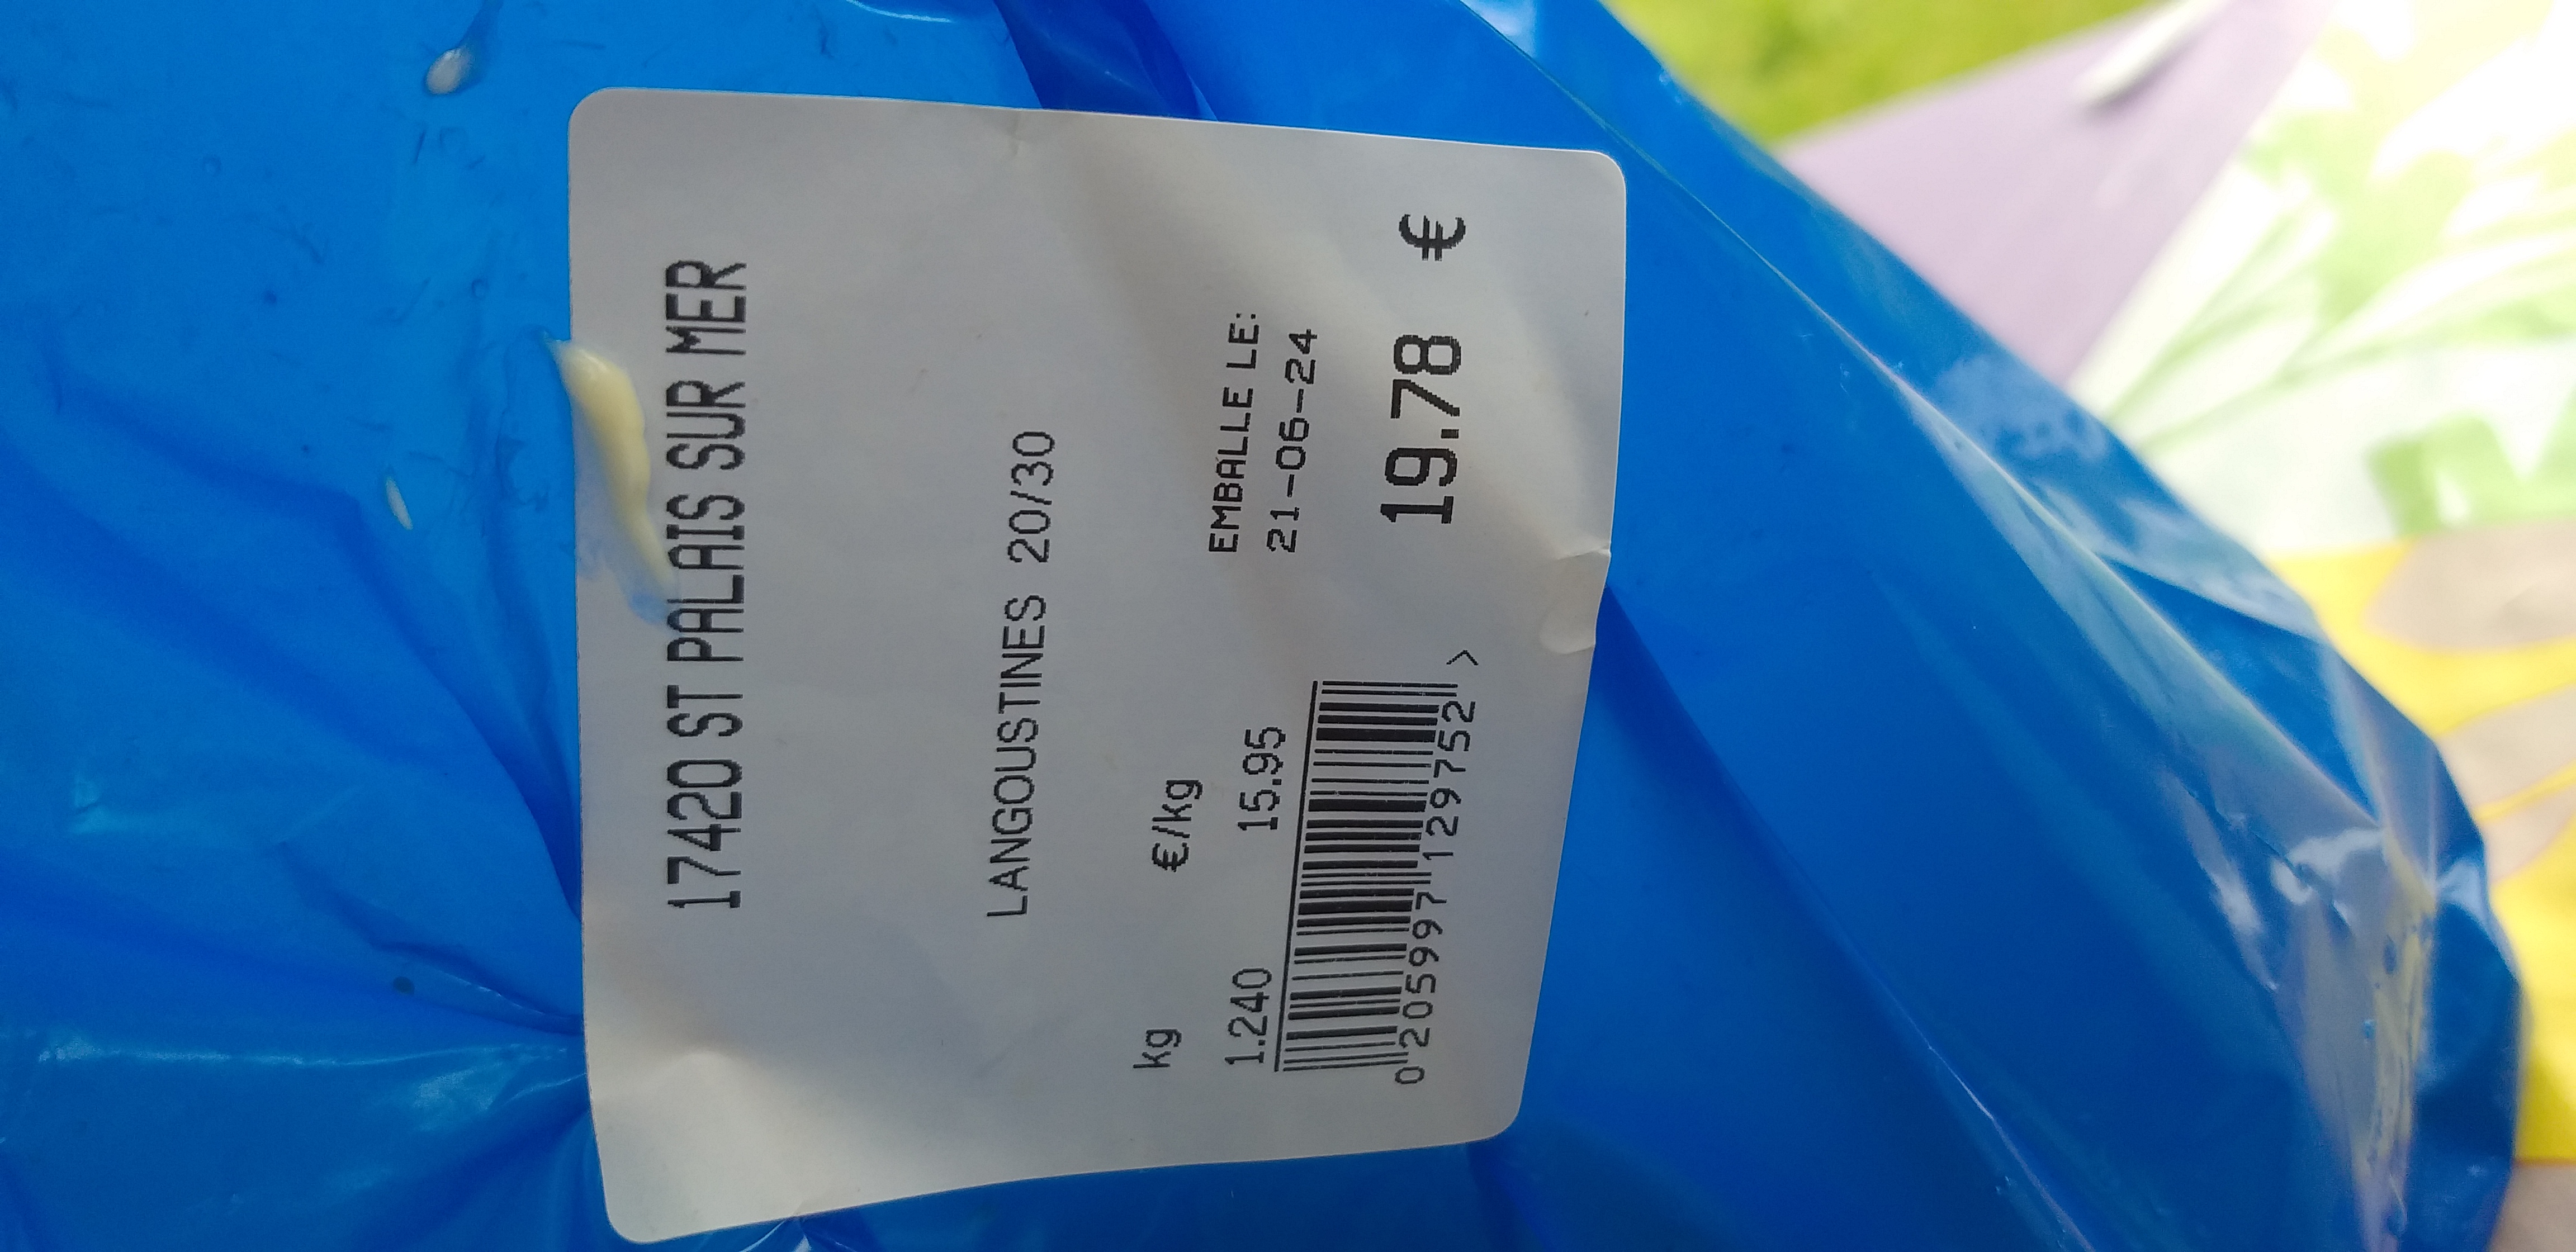 17420 ST PALAIS SUR MER
LANGOUSTINES 20/30
kg €/kg EMBALLE LE:
1.240 15.95 21-06-24
19.78 €
0 205997 129752 >